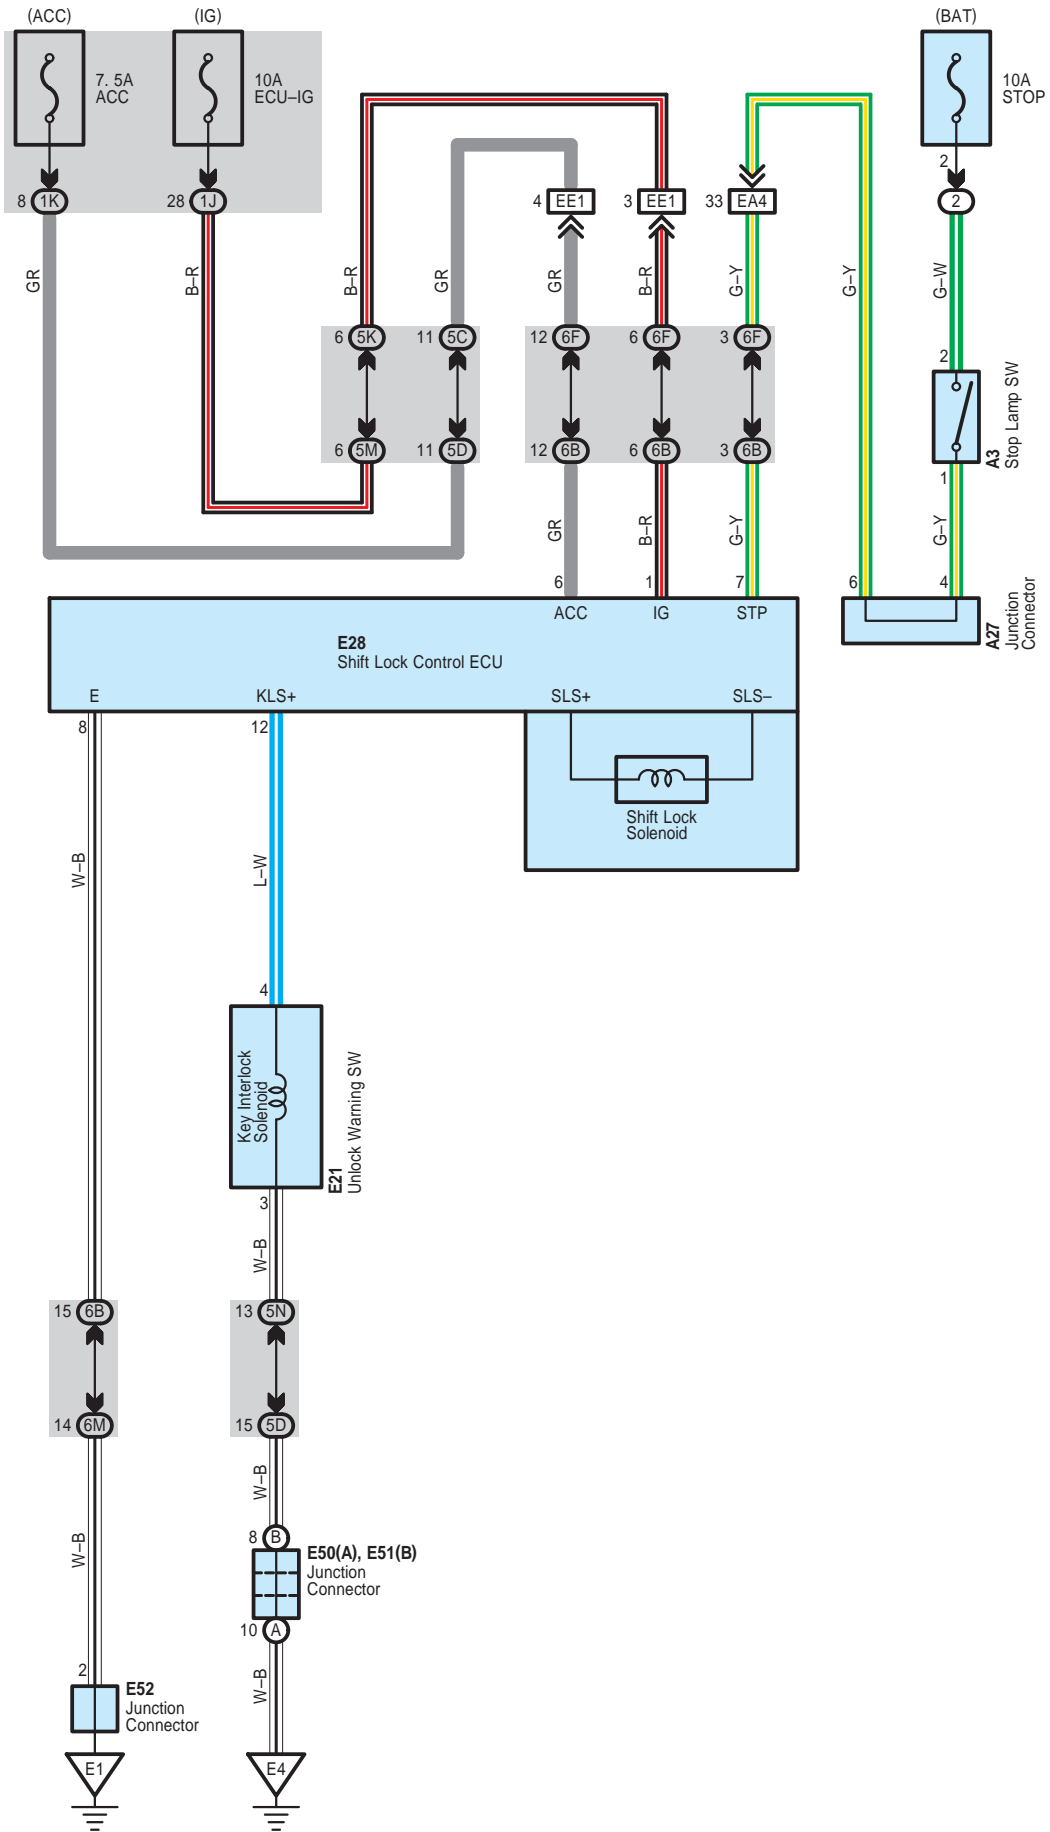 (ACC)
(IG)
(BAT)
7. 5A
ACC
10A
ECU–IG
10A
STOP
2
8 1K
28 1J
4 EE1
3 EE1
33 EA4
2
GR
B–R
B–R
GR
B–R
G–Y
G–Y
G–W
6 5K
11 5C
12 6F
6 6F
3 6F
2
A3
Stop Lamp SW
6 5M
11 5D
12 6B
6 6B
3 6B
1
GR
B–R
G–Y
G–Y
6
1
7
6
4
ACC
IG
STP
A27
Junction
Connector
E28
Shift Lock Control ECU
E
KLS+
SLS+
SLS–
8
12
Shift Lock
Solenoid
W–B
L–W
4
Key Interlock
Solenoid
E21
Unlock Warning SW
3
W–B
15 6B
13 5N
14 6M
15 5D
W–B
W–B
8 B
E50(A), E51(B)
Junction
Connector
10 A
2
W–B
E52
Junction
Connector
E1
E4